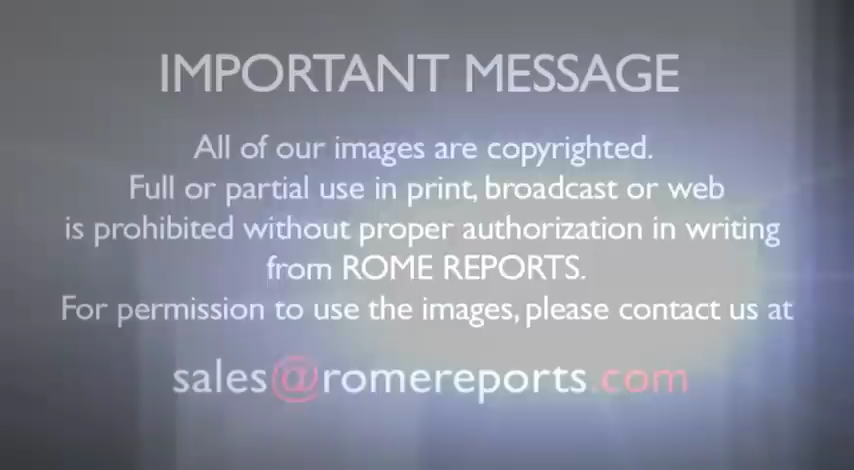 IMPORTANT MESSAGE
All of our images are copyrighted.
Full or partial use in print, broadcast or web
is prohibited without proper authorization in writing
from ROME REPORTS.
For permission to use the images, please contact us at
sales@romereports.com